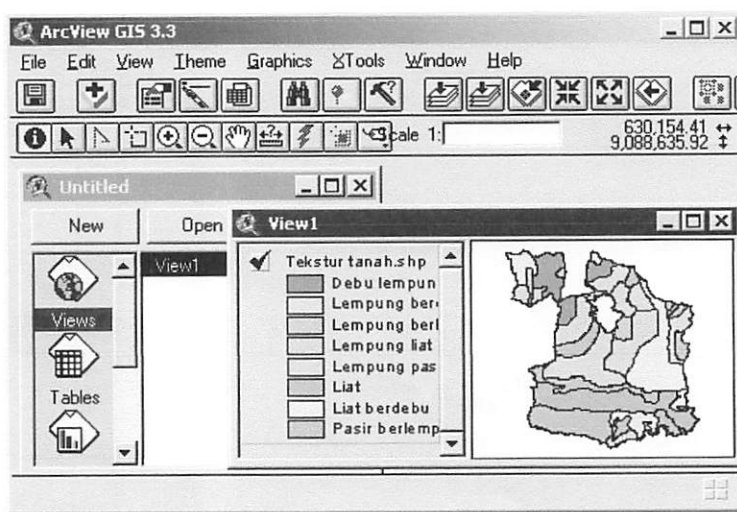 ArcView GIS 3.3
File Edit View Theme Graphics XTools Window Help
Scale 1: 630,154.41
9,088,635.92
Untitled
New Open
View1
Views
Tables
View1
Tekstur tanah.shp
Debu lempun
Lempung ber
Lempung berl
Lempung liat
Lempung pas
Liat
Liat berdebu
Pasir berlemp